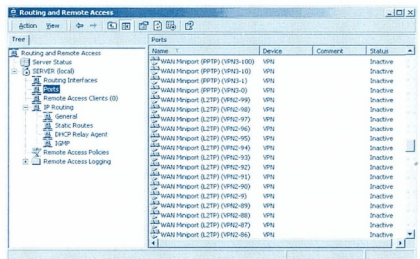 Routing and Remote Access
Action View
Tree
Ports
Routing and Remote Access
Server Status
SERVER (local)
Routing Interfaces
Ports
Remote Access Clients (0)
IP Routing
General
Static Routes
DHCP Relay Agent
IGMP
Remote Access Policies
Remote Access Logging
Name Device Comment Status
WAN Miniport (PPTP) (VPN3-100) VPN Inactive
WAN Miniport (PPTP) (VPN3-10) VPN Inactive
WAN Miniport (PPTP) (VPN3-1) VPN Inactive
WAN Miniport (PPTP) (VPN3-0) VPN Inactive
WAN Miniport (L2TP) (VPN2-99) VPN Inactive
WAN Miniport (L2TP) (VPN2-98) VPN Inactive
WAN Miniport (L2TP) (VPN2-97) VPN Inactive
WAN Miniport (L2TP) (VPN2-96) VPN Inactive
WAN Miniport (L2TP) (VPN2-95) VPN Inactive
WAN Miniport (L2TP) (VPN2-94) VPN Inactive
WAN Miniport (L2TP) (VPN2-93) VPN Inactive
WAN Miniport (L2TP) (VPN2-92) VPN Inactive
WAN Miniport (L2TP) (VPN2-91) VPN Inactive
WAN Miniport (L2TP) (VPN2-90) VPN Inactive
WAN Miniport (L2TP) (VPN2-9) VPN Inactive
WAN Miniport (L2TP) (VPN2-89) VPN Inactive
WAN Miniport (L2TP) (VPN2-88) VPN Inactive
WAN Miniport (L2TP) (VPN2-87) VPN Inactive
WAN Miniport (L2TP) (VPN2-86) VPN Inactive